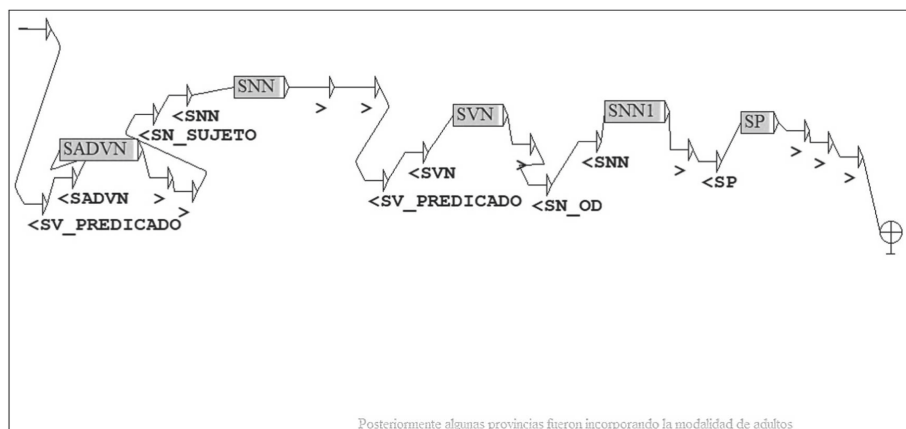 SNN
<SNN
<SN_SUJETO
SADVN
<SADVN
<SV_PREDICADO
>
>
>
>
SVN
<SVN
<SV_PREDICADO
>
<SN_OD
SNN1
<SNN
>
<SP
SP
>
>
>
Posteriormente algunas provincias fueron incorporando la modalidad de adultos